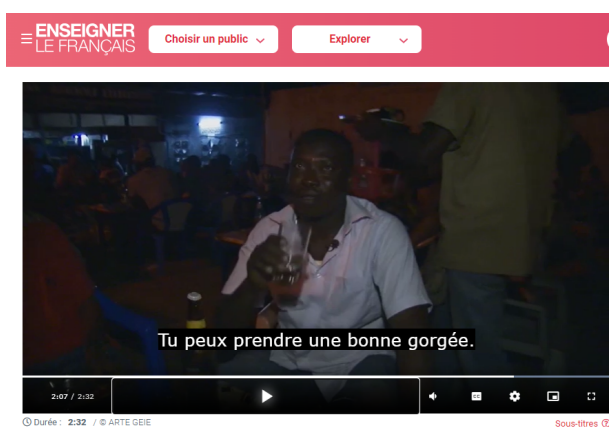 ENSEIGNER
LE FRANÇAIS
Choisir un public
Explorer
Tu peux prendre une bonne gorgée.
2:07 / 2:32
CC
Durée : 2:32 / © ARTE GEIE
Sous-titres